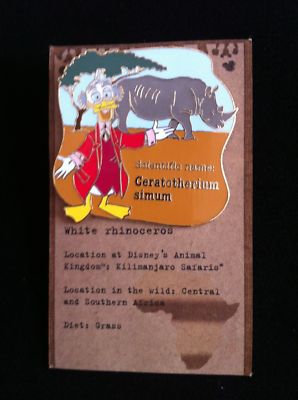 Scientific name:
Ceratotherium
simum
White rhinoceros
Location at Disney's Animal
Kingdom™: Kilimanjaro Safaris®
Location in the wild: Central
and Southern Africa
Diet: Grass